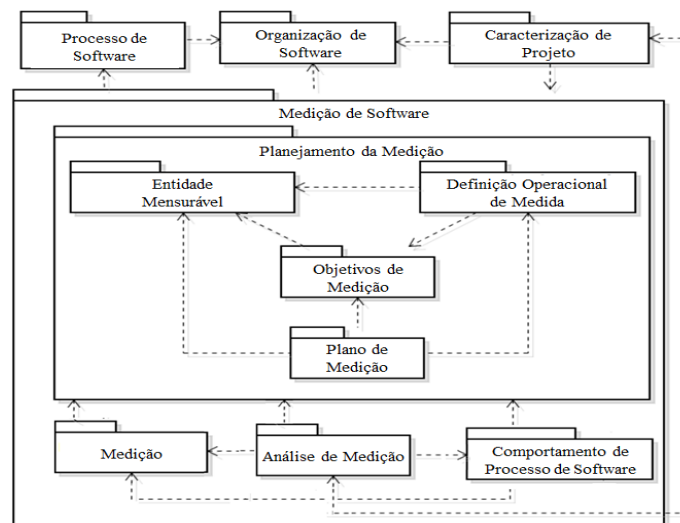 Processo de
Software
Organização de
Software
Caracterização de
Projeto
Medição de Software
Planejamento da Medição
Entidade
Mensurável
Definição Operacional
de Medida
Objetivos de
Medição
Plano de
Medição
Medição
Análise de Medição
Comportamento de
Processo de Software